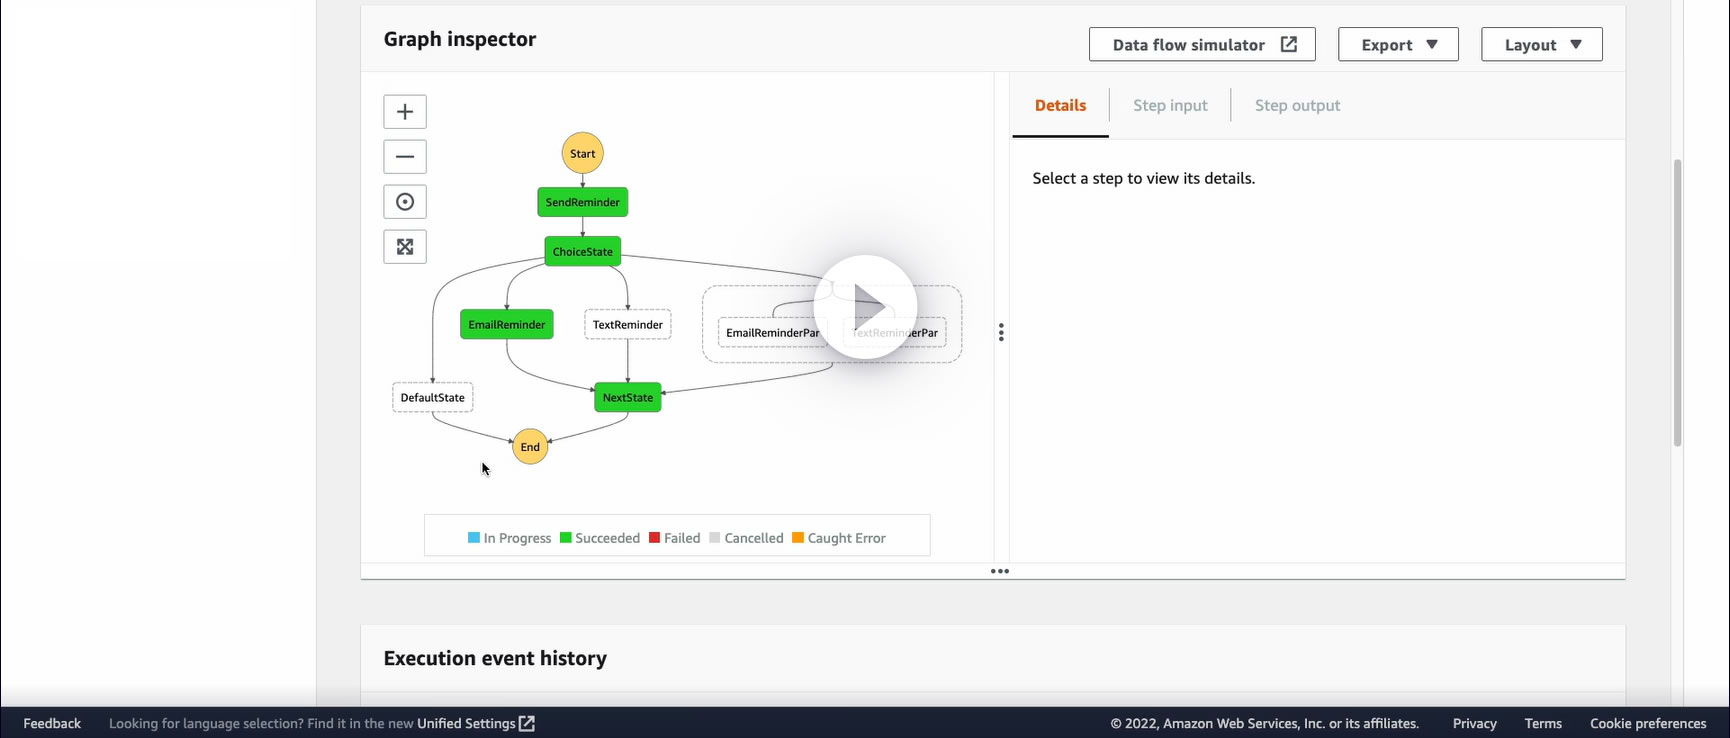 Graph inspector
Data flow simulator
Export
Layout
Details
Step input
Step output
Select a step to view its details.
Start
SendReminder
ChoiceState
EmailReminder
TextReminder
EmailReminderPar
TextReminderPar
DefaultState
NextState
End
In Progress
Succeeded
Failed
Cancelled
Caught Error
Execution event history
Feedback
Looking for language selection? Find it in the new Unified Settings
© 2022, Amazon Web Services, Inc. or its affiliates.
Privacy
Terms
Cookie preferences